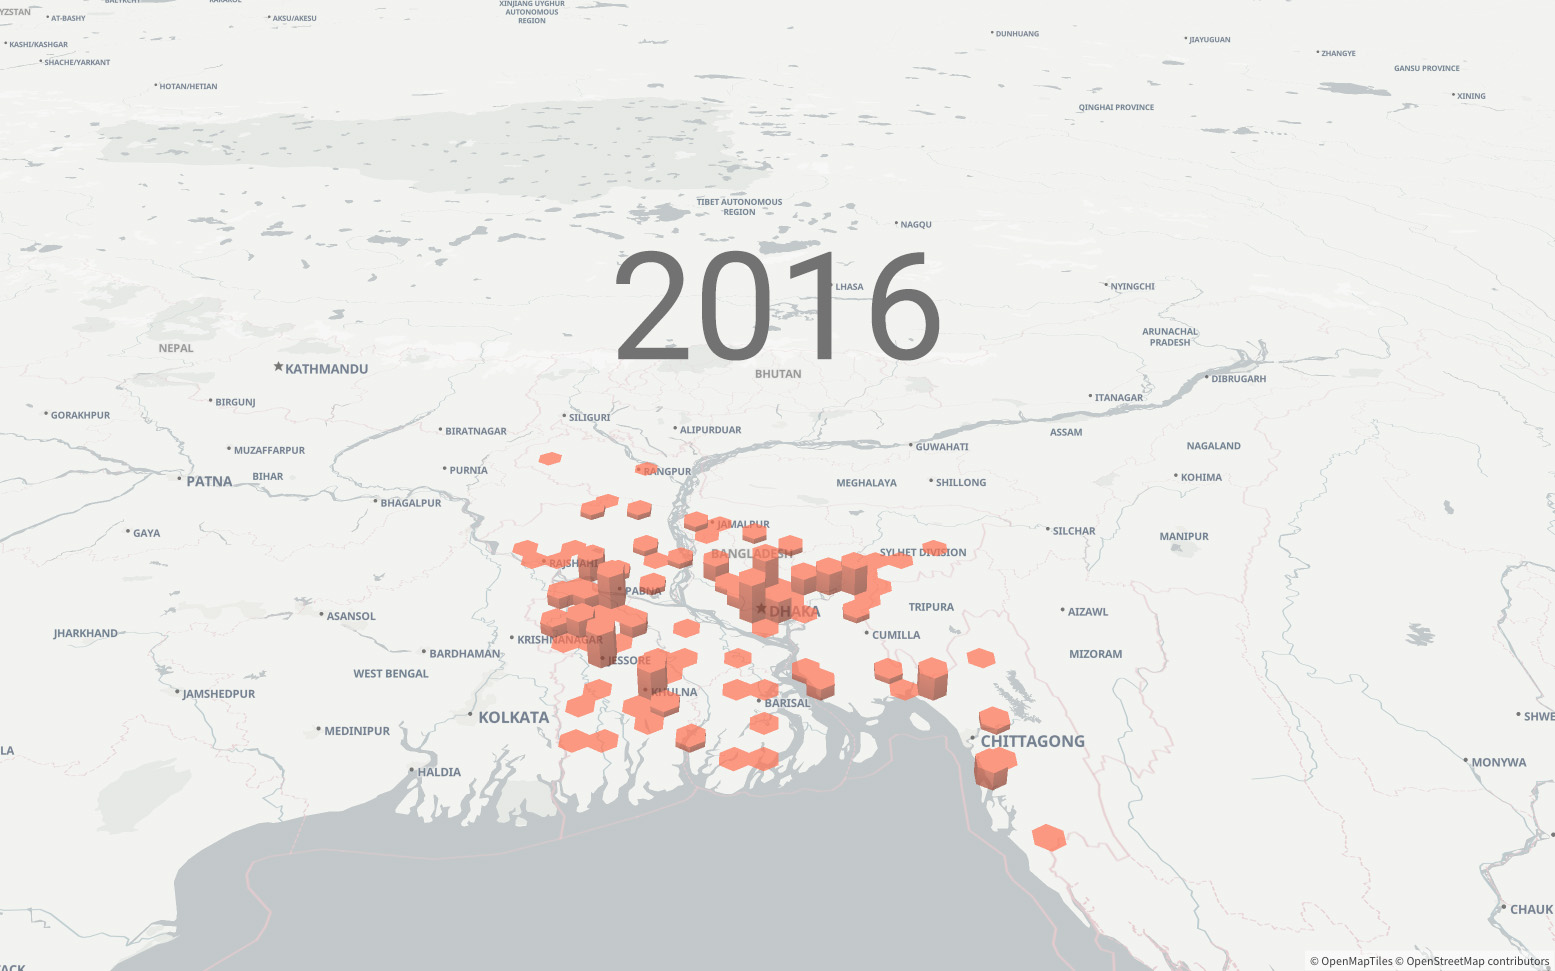 XINJIANG UYGHUR
AUTONOMOUS
REGION
AT-BASHY
AKSU/AKESU
KASHI/KASHGAR
SHACHE/YARKANT
HOTAN/HETIAN
DUNHUANG
JIAYUGUAN
ZHANGYE
GANSU PROVINCE
XINING
QINGHAI PROVINCE
TIBET AUTONOMOUS
REGION
NAGQU
2016
LHASA
NYINGCHI
ARUNACHAL
PRADESH
NEPAL
KATHMANDU
BHUTAN
DIBRUGARH
BIRGUNJ
ITANAGAR
GORAKHPUR
SILIGURI
BIRATNAGAR
ALIPURDUAR
ASSAM
MUZAFFARPUR
GUWAHATI
NAGALAND
PURNIA
RANGPUR
PATNA
BIHAR
MEGHALAYA
SHILLONG
KOHIMA
BHAGALPUR
JAMALPUR
GAYA
SILCHAR
MANIPUR
BANGLADESH
SYLHET DIVISION
RAJSHAHI
PABNA
ASANSOL
DHAKA
TRIPURA
AIZAWL
JHARKHAND
KRISHNANAGAR
CUMILLA
BARDHAMAN
JESSORE
MIZORAM
WEST BENGAL
JAMSHEDPUR
KHULNA
BARISAL
KOLKATA
SHWE
MEDINIPUR
CHITTAGONG
LA
MONYWA
HALDIA
CHAUK
© OpenMapTiles © OpenStreetMap contributors